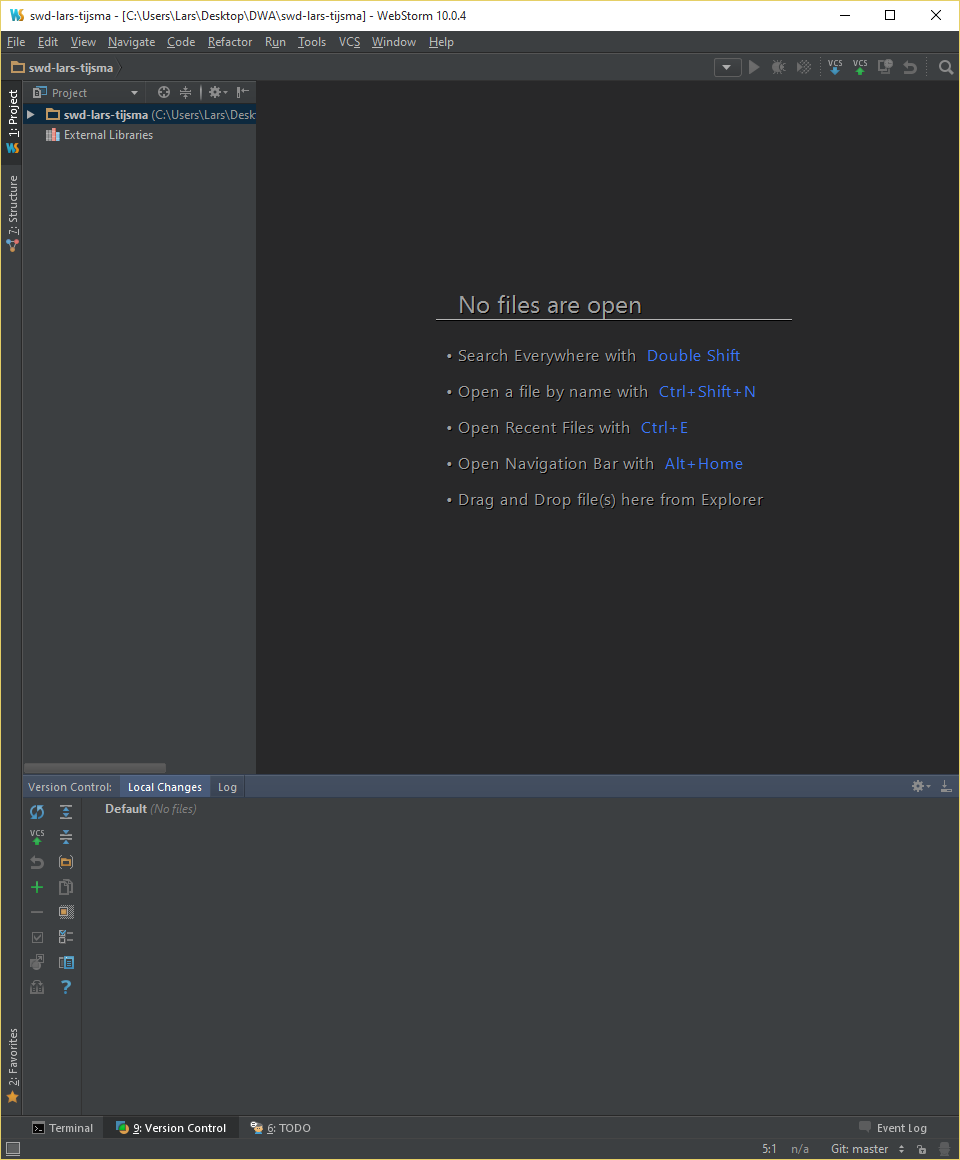 swd-lars-tijsma - [C:\Users\Lars\Desktop\DWA\swd-lars-tijsma] - WebStorm 10.0.4
File Edit View Navigate Code Refactor Run Tools VCS Window Help
swd-lars-tijsma
VCS VCS
1: Project
7: Structure
2: Favorites
Project
swd-lars-tijsma (C:\Users\Lars\Desk
External Libraries
No files are open
• Search Everywhere with Double Shift
• Open a file by name with Ctrl+Shift+N
• Open Recent Files with Ctrl+E
• Open Navigation Bar with Alt+Home
• Drag and Drop file(s) here from Explorer
Version Control: Local Changes Log
Default (No files)
VCS
Terminal 9: Version Control 6: TODO Event Log
5:1 n/a Git: master